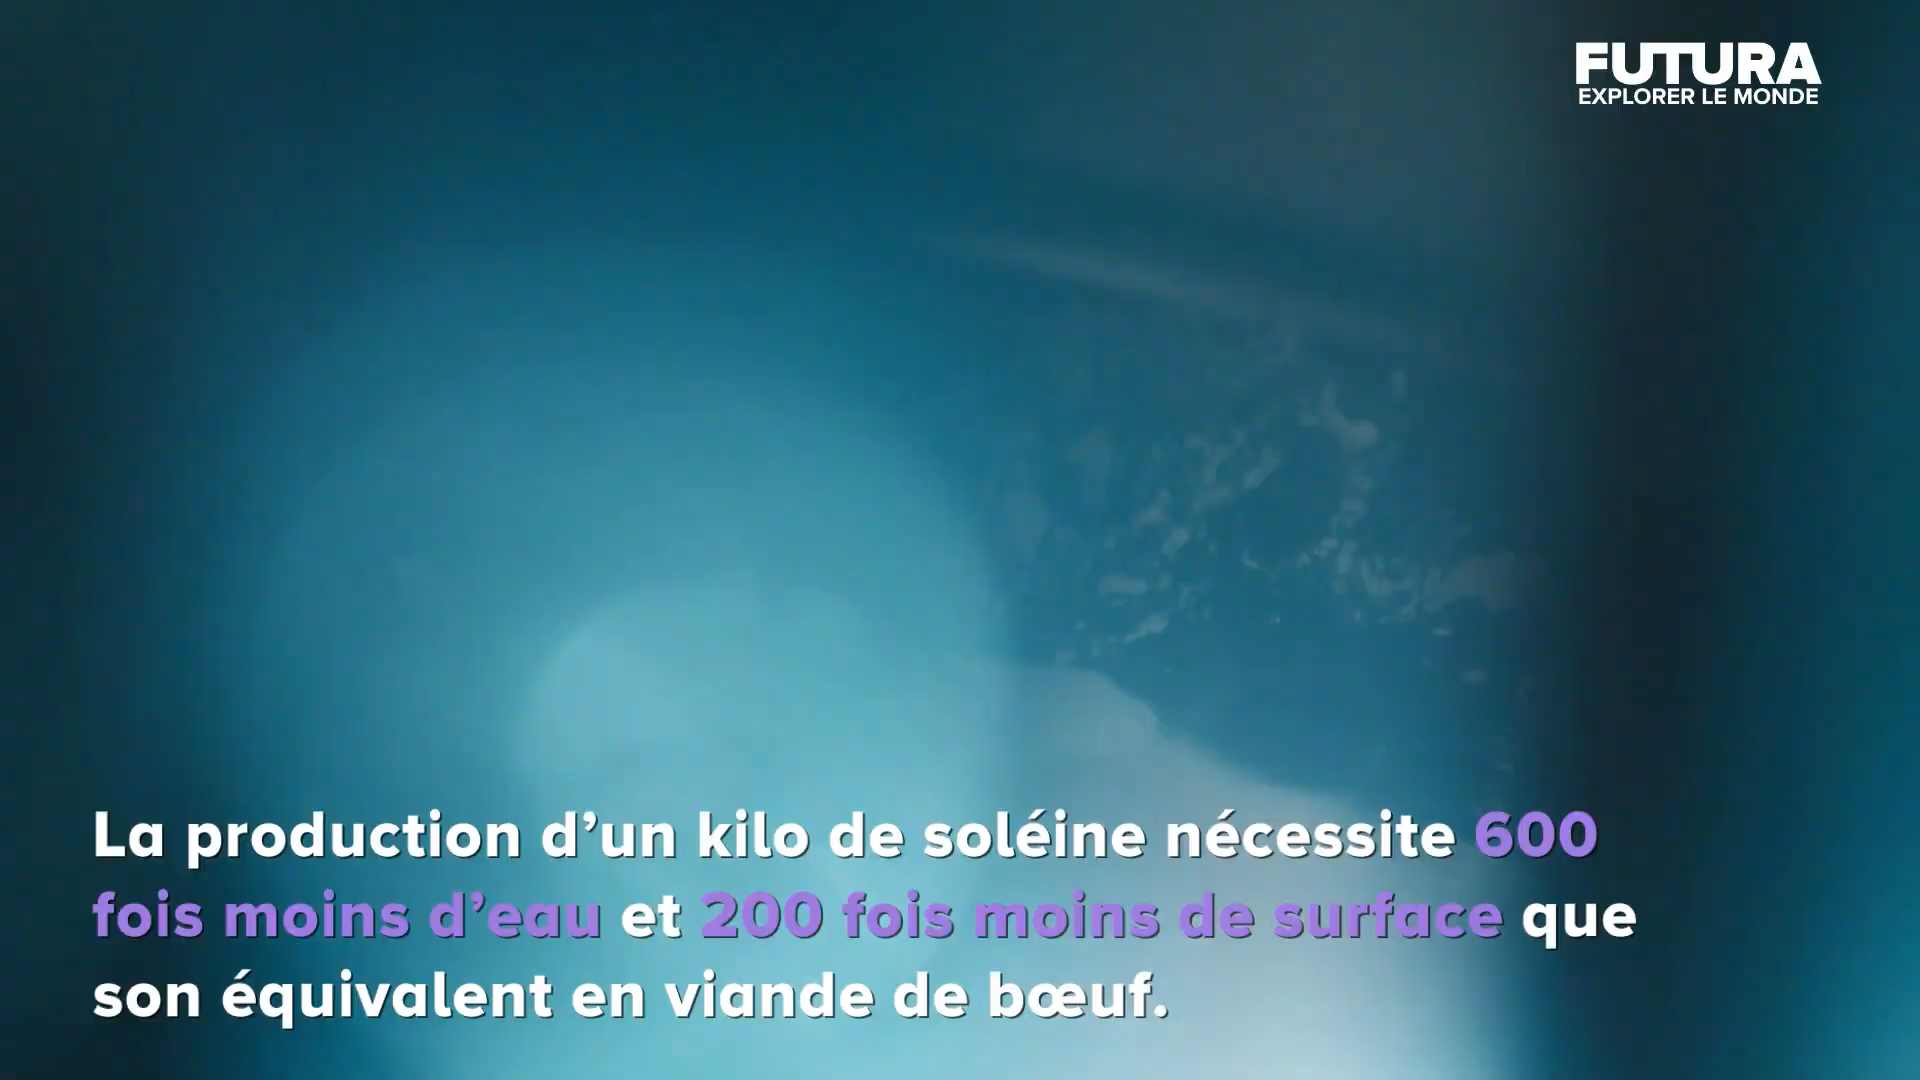 FUTURA
EXPLORER LE MONDE
La production d’un kilo de soléine nécessite 600
fois moins d’eau et 200 fois moins de surface que
son équivalent en viande de bœuf.